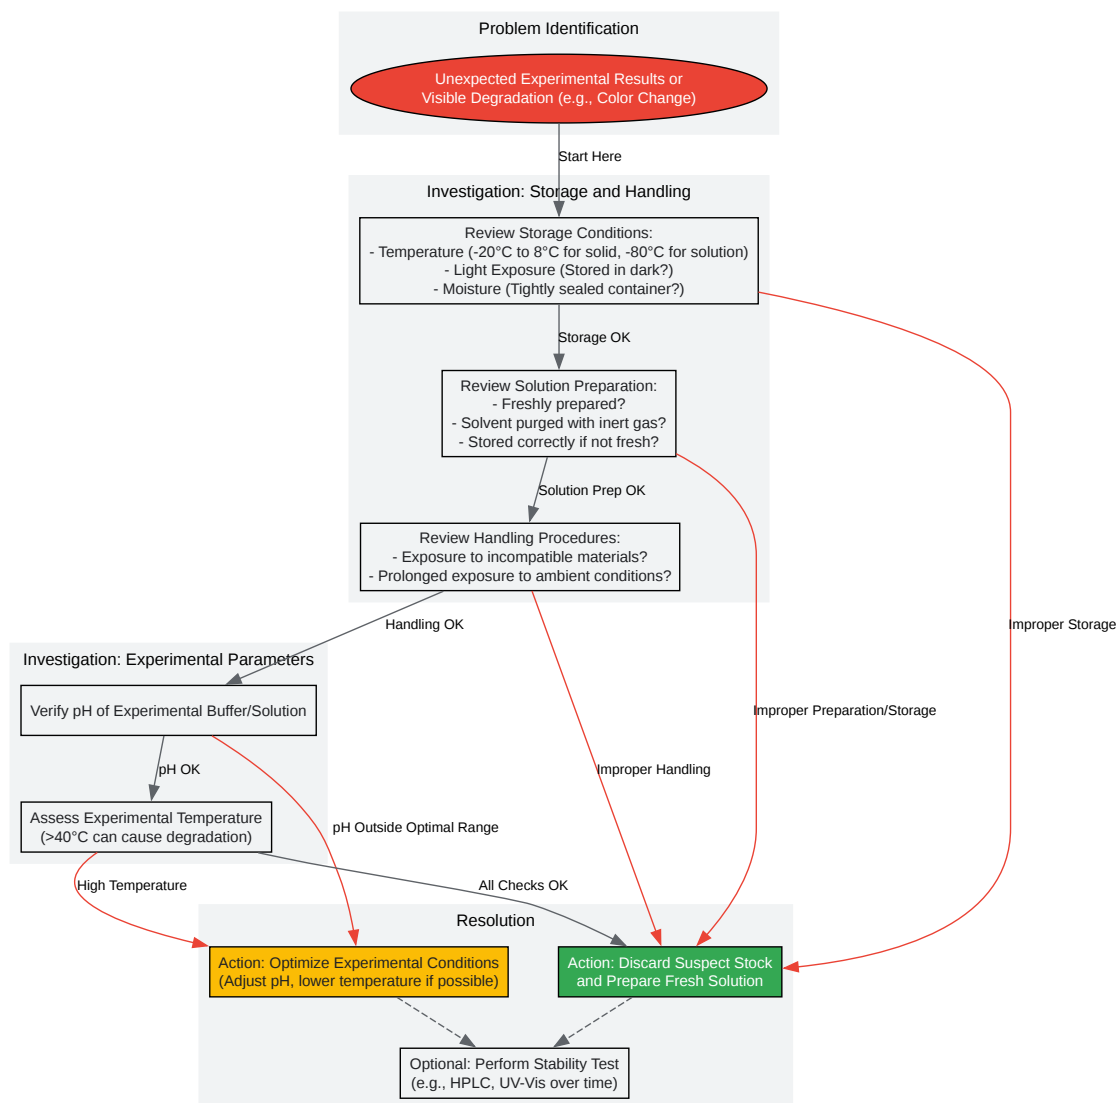 Problem Identification
Unexpected Experimental Results or
Visible Degradation (e.g., Color Change)
Start Here
Investigation: Storage and Handling
Review Storage Conditions:
- Temperature (-20°C to 8°C for solid, -80°C for solution)
- Light Exposure (Stored in dark?)
- Moisture (Tightly sealed container?)
Storage OK
Review Solution Preparation:
- Freshly prepared?
- Solvent purged with inert gas?
- Stored correctly if not fresh?
Solution Prep OK
Review Handling Procedures:
- Exposure to incompatible materials?
- Prolonged exposure to ambient conditions?
Handling OK
Improper Storage
Investigation: Experimental Parameters
Verify pH of Experimental Buffer/Solution
Improper Preparation/Storage
pH OK
Improper Handling
Assess Experimental Temperature
(>40°C can cause degradation)
pH Outside Optimal Range
High Temperature
All Checks OK
Resolution
Action: Optimize Experimental Conditions
(Adjust pH, lower temperature if possible)
Action: Discard Suspect Stock
and Prepare Fresh Solution
Optional: Perform Stability Test
(e.g., HPLC, UV-Vis over time)